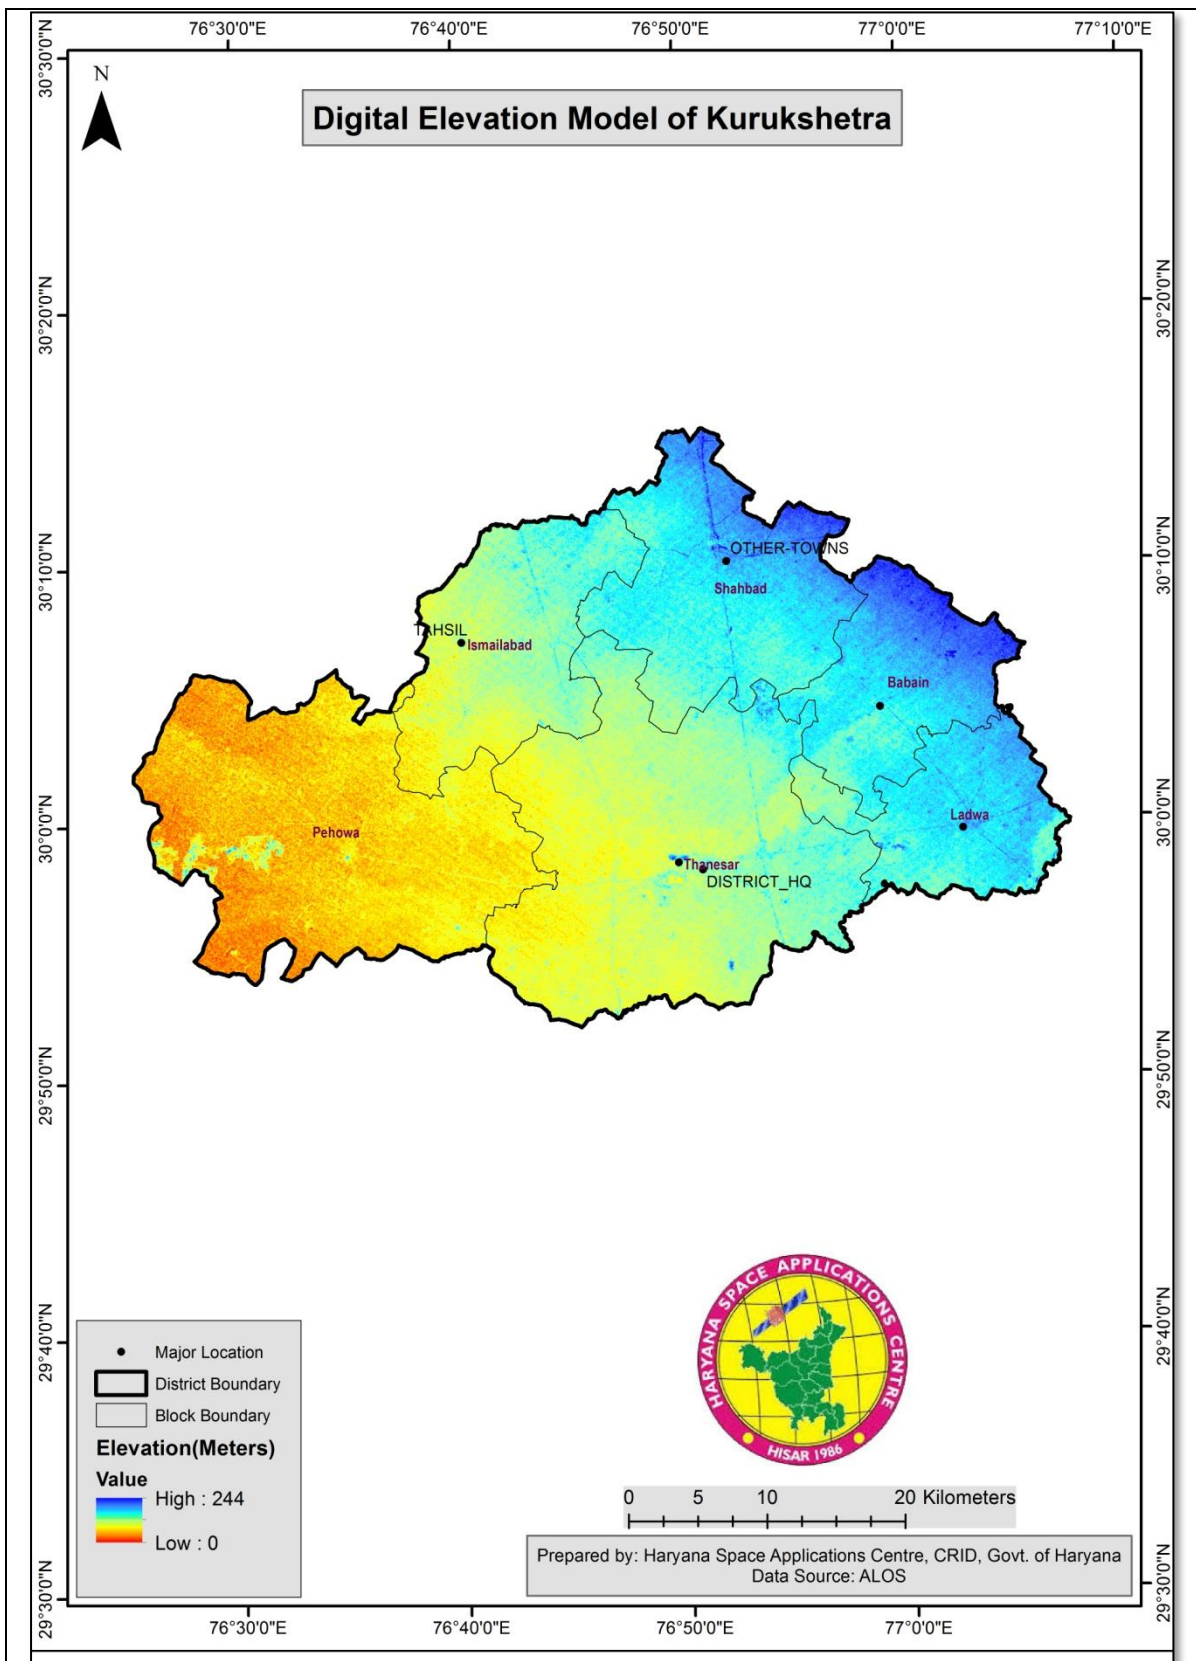 76°30'0"E 76°40'0"E 76°50'0"E 77°0'0"E 77°10'0"E
30°30'0"N
N
Digital Elevation Model of Kurukshetra
30°20'0"N 30°20'0"N
30°10'0"N 30°10'0"N
OTHER-TOWNS
Shahbad
TAHSIL
Ismailabad
Babain
30°0'0"N 30°0'0"N
Pehowa
Ladwa
Thanesar
DISTRICT_HQ
29°50'0"N 29°50'0"N
29°40'0"N 29°40'0"N
HARYANA SPACE APPLICATIONS CENTRE
HISAR 1986
Major Location
District Boundary
Block Boundary
Elevation(Meters)
Value
High : 244
Low : 0
0 5 10 20 Kilometers
Prepared by: Haryana Space Applications Centre, CRID, Govt. of Haryana
Data Source: ALOS
29°30'0"N 29°30'0"N
76°30'0"E 76°40'0"E 76°50'0"E 77°0'0"E